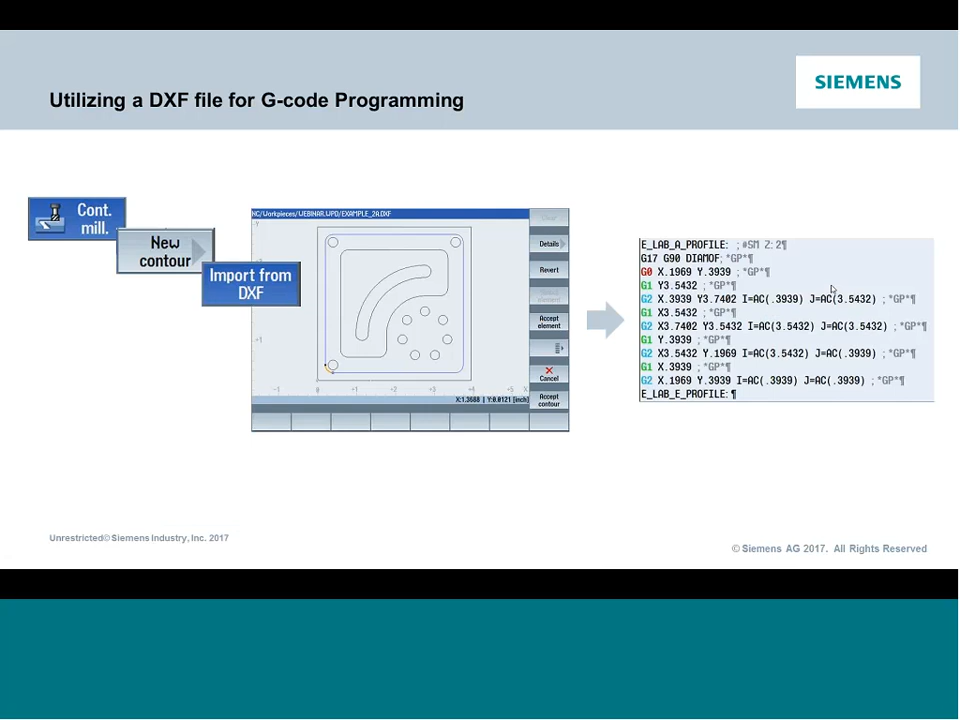 SIEMENS
Utilizing a DXF file for G-code Programming
Cont.
mill.
New
contour
Import from
DXF
NC/Workpieces/WEBINAR.WPD/EXAMPLE_2A.DXF
Details
Revert
Accept
element
Cancel
Accept
contour
X:1.3688 | Y:0.0121 [inch]
E_LAB_A_PROFILE: ;#SM Z:2¶
G17 G90 DIAMOF;*GP*¶
G0 X.1969 Y.3939 ;*GP*¶
G1 Y3.5432 ;*GP*¶
G2 X.3939 Y3.7402 I=AC(.3939) J=AC(3.5432) ;*GP*¶
G1 X3.5432 ;*GP*¶
G2 X3.7402 Y3.5432 I=AC(3.5432) J=AC(3.5432) ;*GP*¶
G1 Y.3939 ;*GP*¶
G2 X3.5432 Y.1969 I=AC(3.5432) J=AC(.3939) ;*GP*¶
G1 X.3939 ;*GP*¶
G2 X.1969 Y.3939 I=AC(.3939) J=AC(.3939) ;*GP*¶
E_LAB_E_PROFILE:¶
Unrestricted© Siemens Industry, Inc. 2017
© Siemens AG 2017. All Rights Reserved